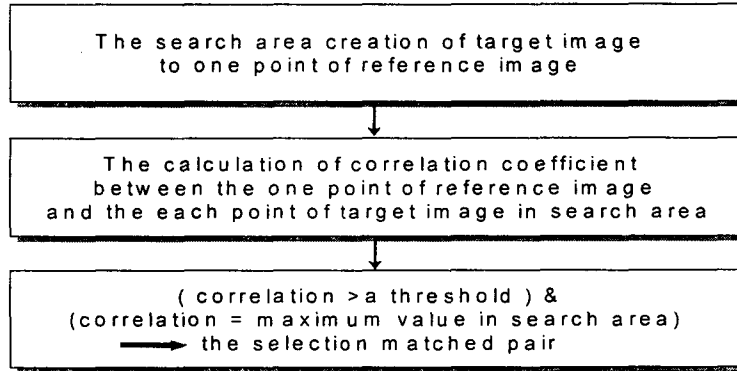 The search area creation of target image
to one point of reference image
The calculation of correlation coefficient
between the one point of reference image
and the each point of target image in search area
( correlation > a threshold ) &
(correlation = maximum value in search area)
the selection matched pair